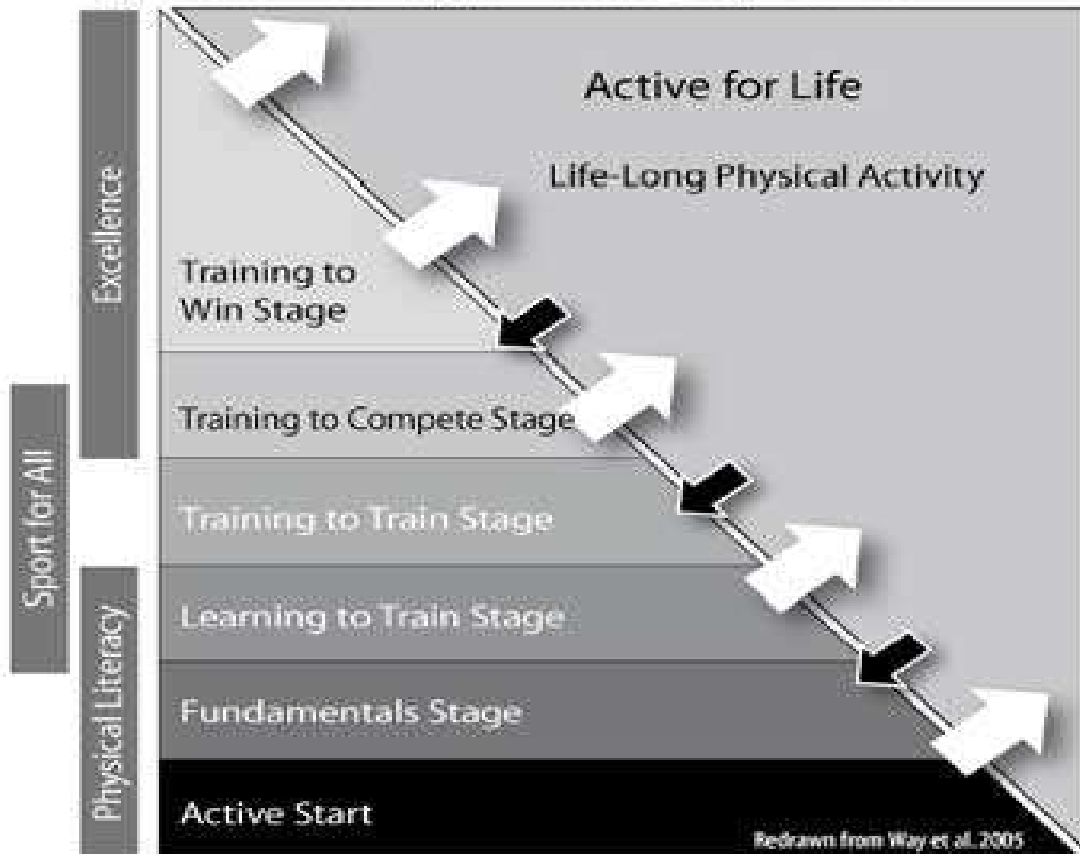 Active for Life
Life-Long Physical Activity
Excellence
Sport for All
Physical Literacy
Training to
Win Stage
Training to Compete Stage
Training to Train Stage
Learning to Train Stage
Fundamentals Stage
Active Start
Redrawn from Way et al. 2005